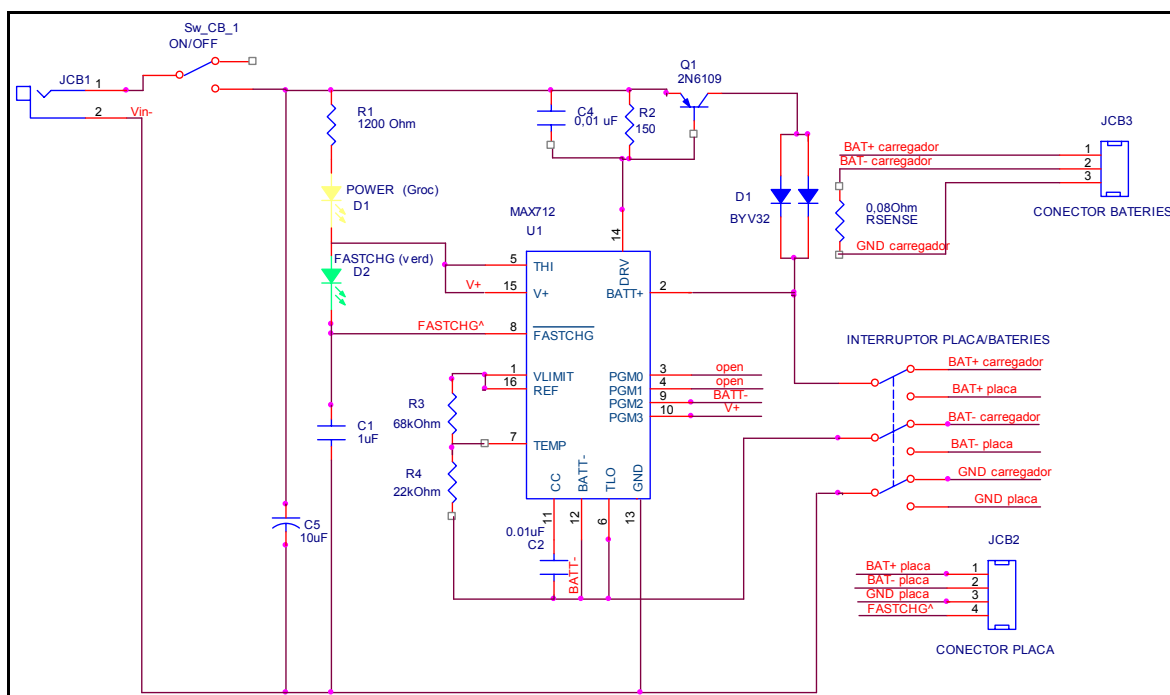 Sw_CB_1
ON/OFF
JCB1
1
2
Vin-
R1
1200 Ohm
C4
0,01 uF
R2
150
Q1
2N6109
POWER (Groc)
D1
FASTCHG (verd)
D2
MAX712
U1
D1
BYV32
BAT+ carregador
BAT- carregador
1
2
3
JCB3
CONECTOR BATERIES
0,08Ohm
RSENSE
GND carregador
14
DRV
5
THI
V+
15
V+
BATT+
2
FASTCHG^
8
FASTCHG
1
VLIMIT
16
REF
PGM0
3
open
PGM1
4
open
PGM2
9
BATT-
PGM3
10
V+
R3
68kOhm
7
TEMP
R4
22kOhm
CC
BATT-
TLO
GND
11
12
6
13
0.01uF
C2
BATT-
C1
1uF
C5
10uF
INTERRUPTOR PLACA/BATERIES
BAT+ carregador
BAT+ placa
BAT- carregador
BAT- placa
GND carregador
GND placa
JCB2
BAT+ placa
1
BAT- placa
2
GND placa
3
FASTCHG^
4
CONECTOR PLACA